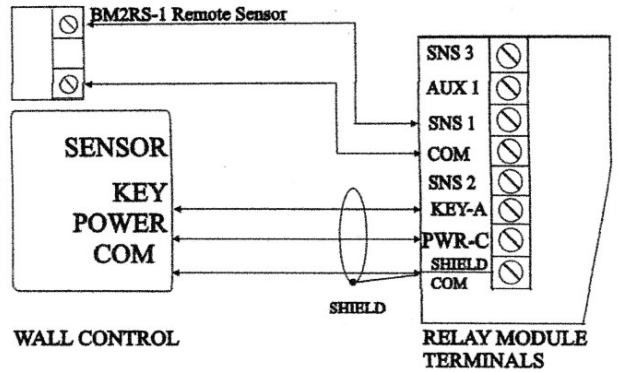 BM2RS-1 Remote Sensor
SENSOR
KEY
POWER
COM
WALL CONTROL
SHIELD
SNS 3
AUX 1
SNS 1
COM
SNS 2
KEY-A
PWR-C
SHIELD
COM
RELAY MODULE
TERMINALS